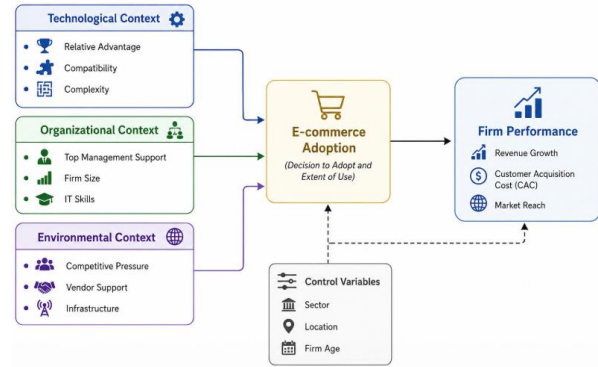 Technological Context
Relative Advantage
Compatibility
Complexity
Organizational Context
Top Management Support
Firm Size
IT Skills
Environmental Context
Competitive Pressure
Vendor Support
Infrastructure
E-commerce
Adoption
(Decision to Adopt and
Extent of Use)
Firm Performance
Revenue Growth
Customer Acquisition
Cost (CAC)
Market Reach
Control Variables
Sector
Location
Firm Age